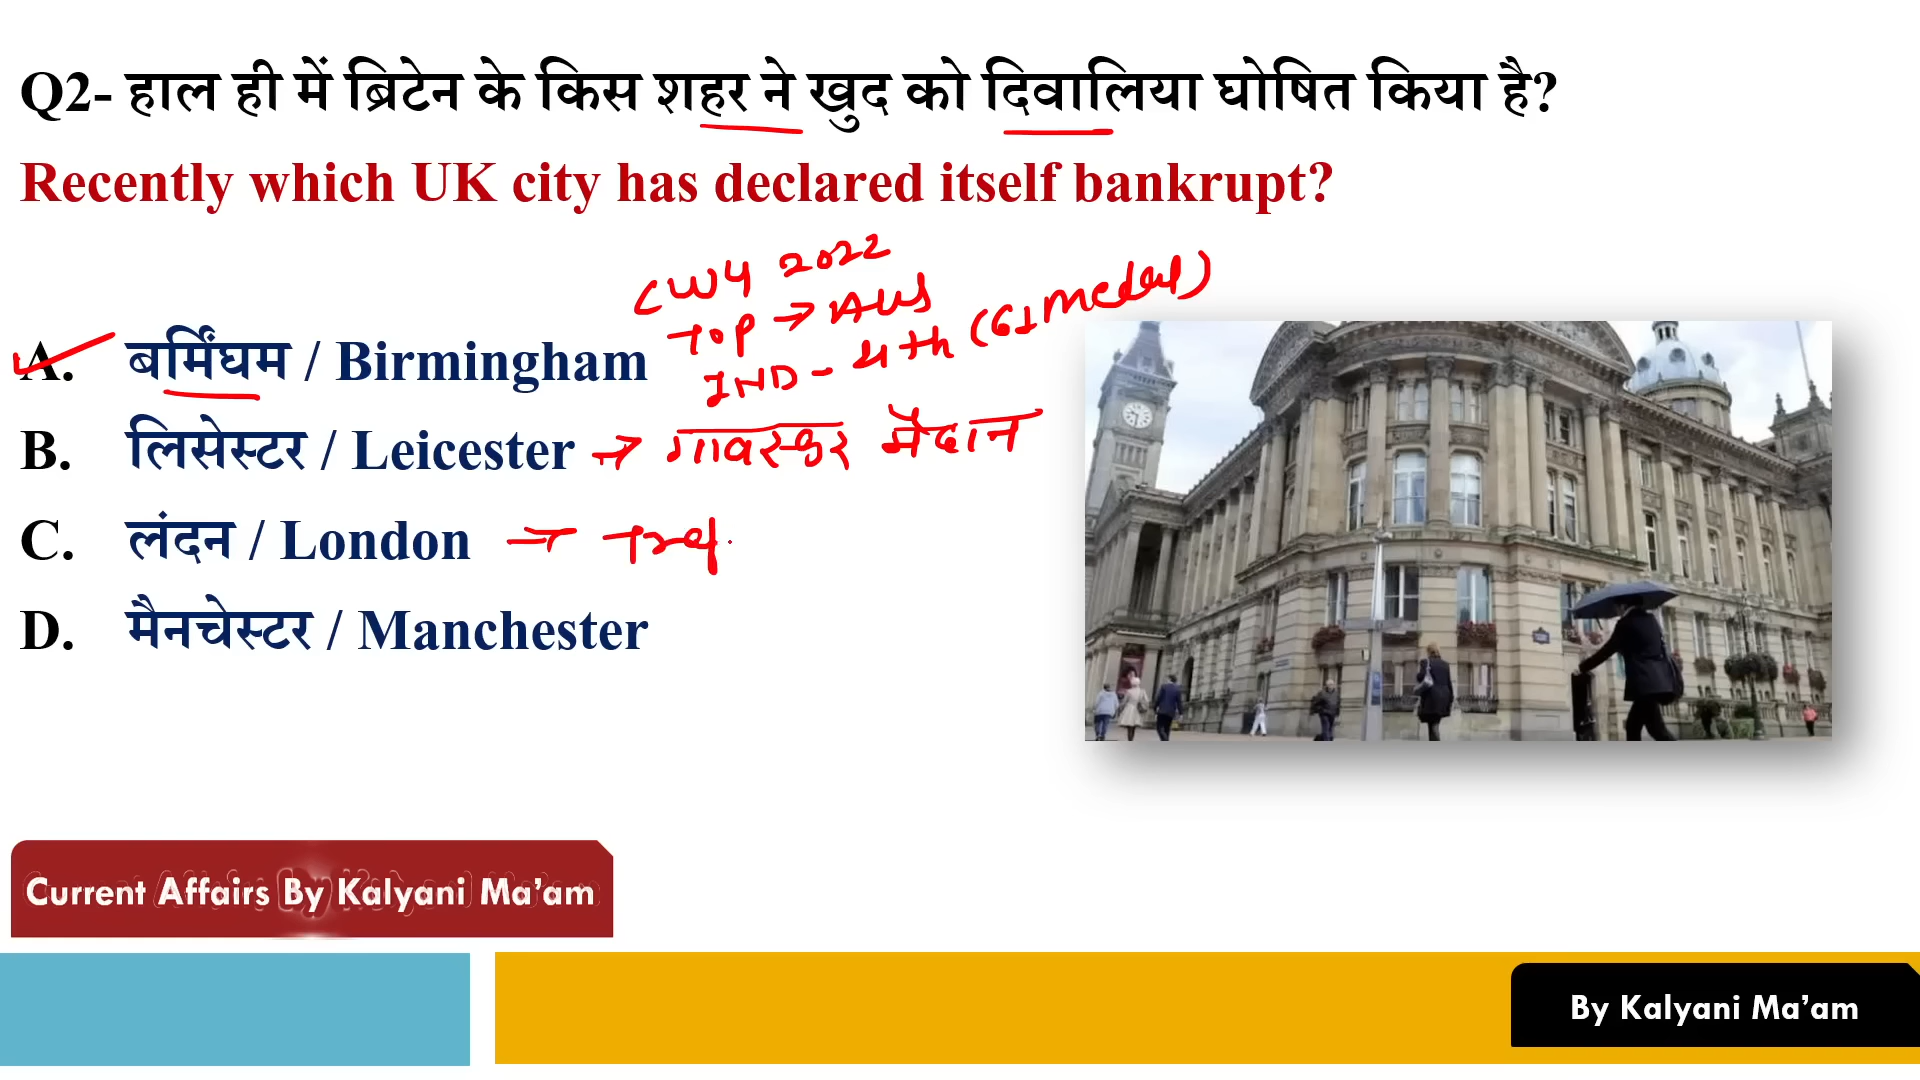 Q2- हाल ही में ब्रिटेन के किस शहर ने खुद को दिवालिया घोषित किया है?
Recently which UK city has declared itself bankrupt?
CWG 2022
TOP → AUS
IND - 4th (61 medal)
A. बर्मिंघम / Birmingham
B. लिसेस्टर / Leicester → गावस्कर मैदान
C. लंदन / London →
D. मैनचेस्टर / Manchester
Current Affairs By Kalyani Ma’am
By Kalyani Ma’am